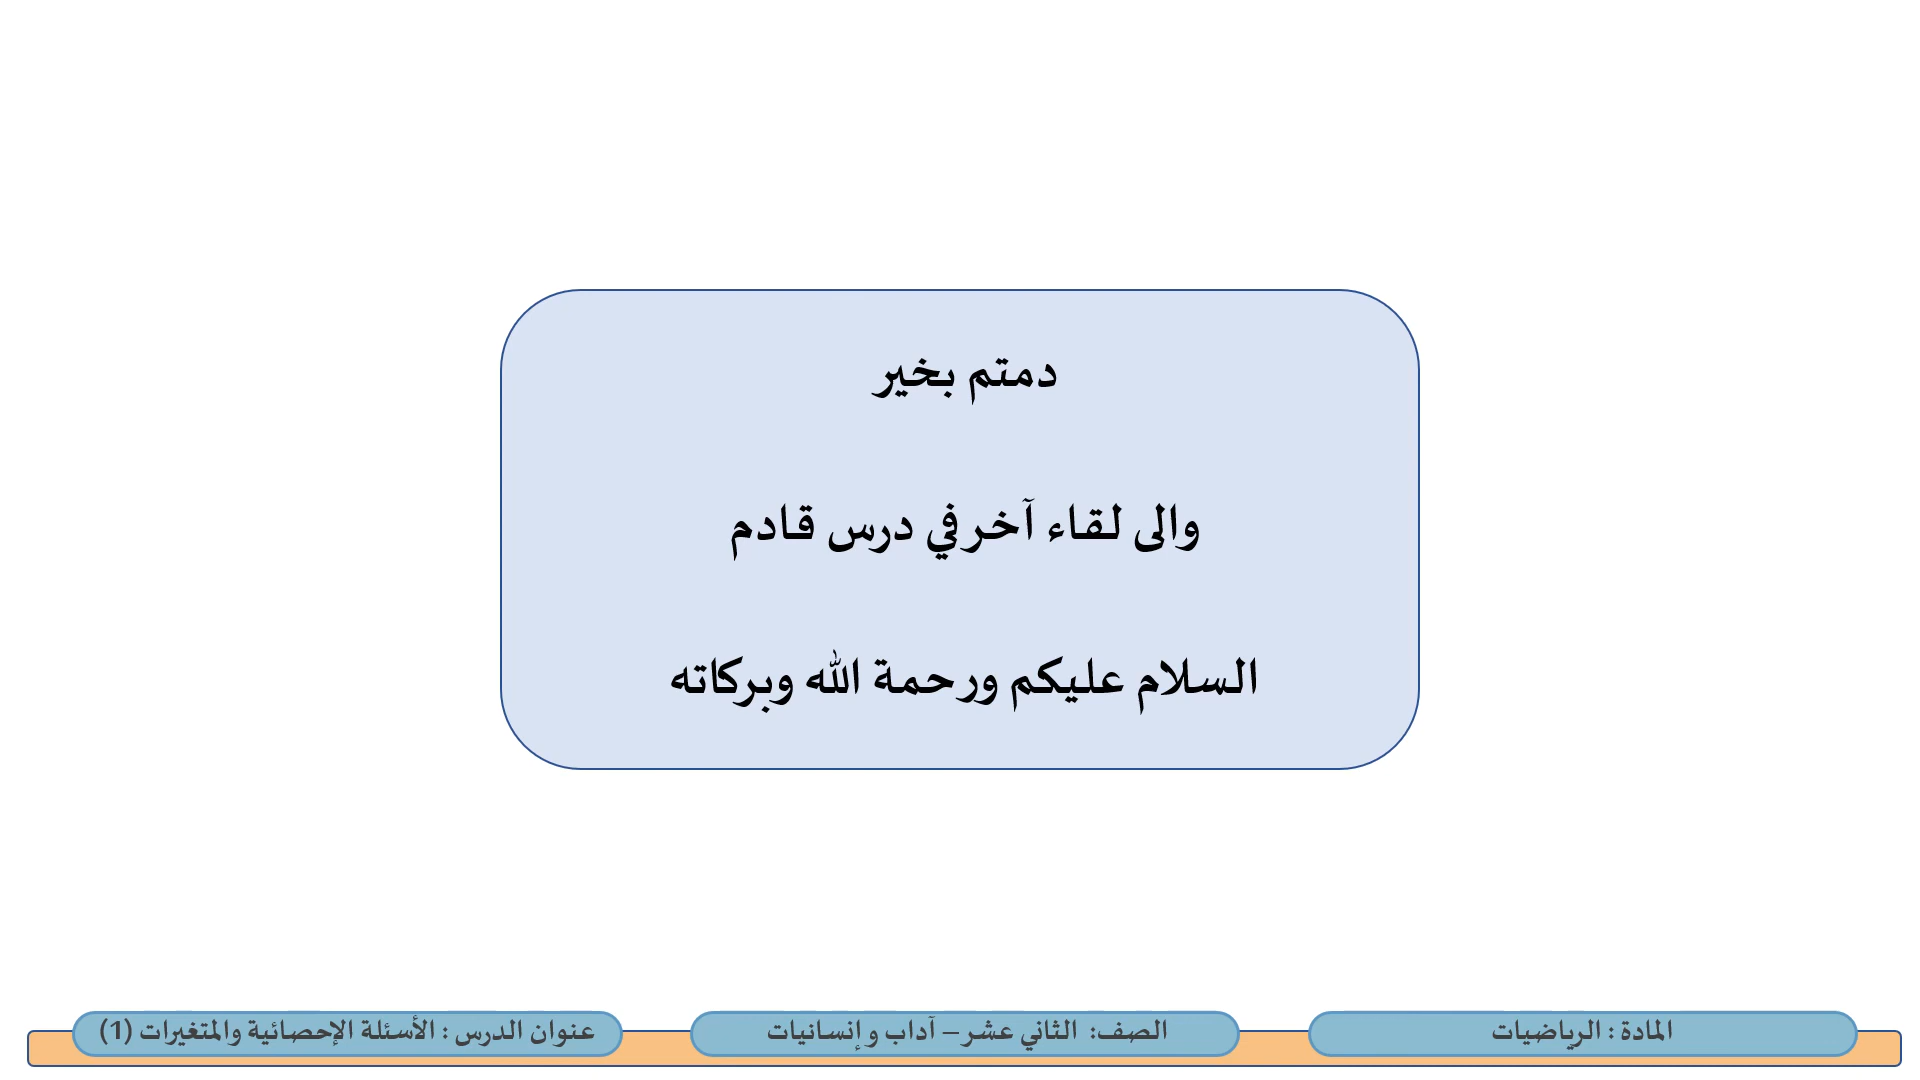 دمتم بخير
والى لقاء آخر في درس قادم
السلام عليكم ورحمة الله وبركاته
المادة : الرياضيات
الصف: الثاني عشر – آداب و إنسانيات
عنوان الدرس : الأسئلة الإحصائية والمتغيرات (1)